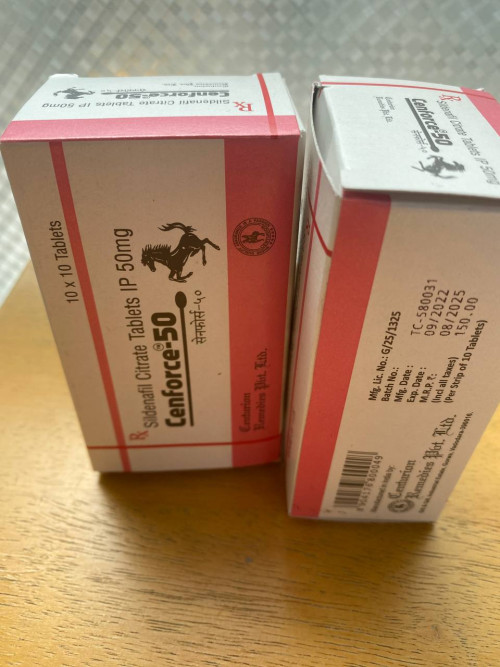 Rx Sildenafil Citrate Tablets IP 50mg
Cenforce®-50
10 x 10 Tablets
Rx Sildenafil Citrate Tablets IP 50mg
Cenforce®-50
सेनफोर्स-५०
Centurion
Remedies Pvt. Ltd.
Rx Sildenafil Citrate Tablets IP 50mg
Cenforce®-50
Mfg. Lic. No.: G/25/1325
Batch No.: TC-580031
Mfg. Date : 09/2022
Exp. Date : 08/2025
M.R.P. ₹: 150.00
(Incl all taxes)
(Per Strip of 10 Tablets)
Centurion
Remedies Pvt. Ltd.